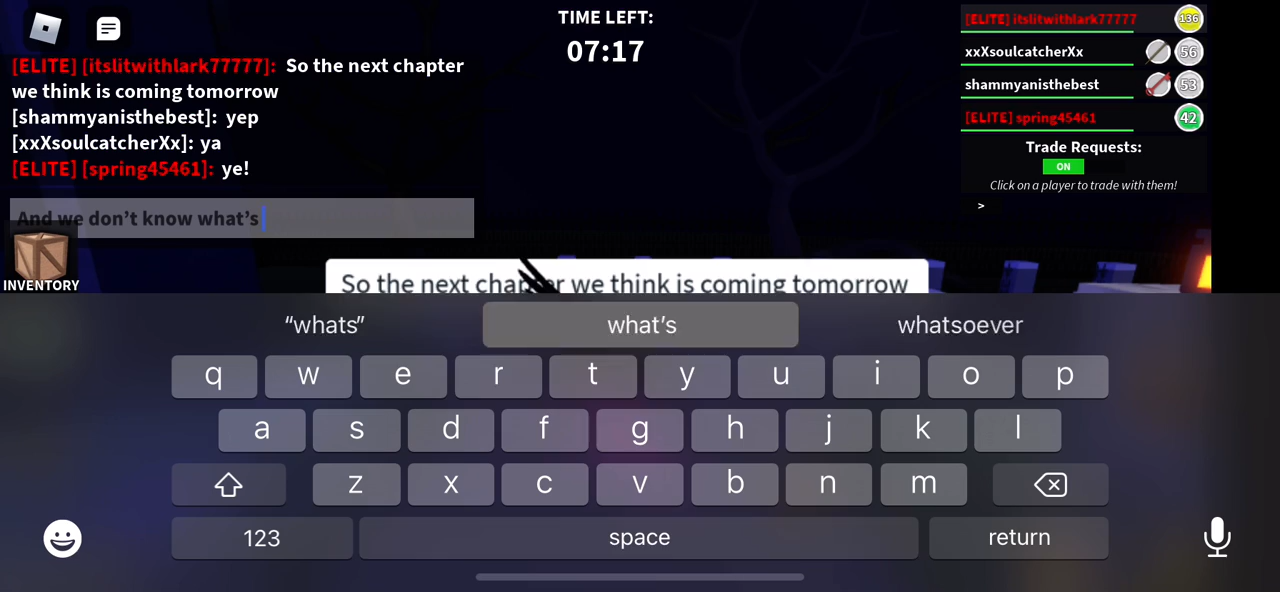 TIME LEFT:
07:17
[ELITE] [itslitwithlark77777]: So the next chapter
we think is coming tomorrow
[shammyanisthebest]: yep
[xxXsoulcatcherXx]: ya
[ELITE] [spring45461]: ye!
And we don’t know what’s
INVENTORY
[ELITE] itslitwithlark77777 136
xxXsoulcatcherXx 56
shammyanisthebest 53
[ELITE] spring45461 42
Trade Requests:
ON
Click on a player to trade with them!
>
So the next chapter we think is coming tomorrow
“whats” what’s whatsoever
q w e r t y u i o p
a s d f g h j k l
z x c v b n m
123 space return